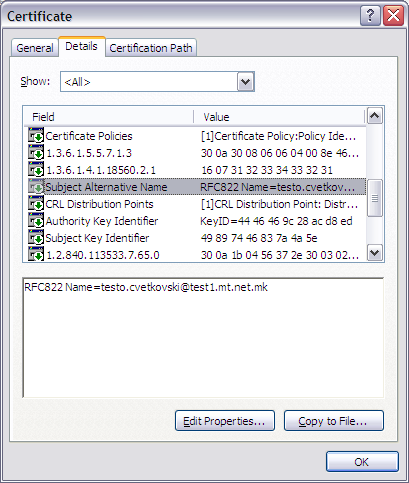 Certificate
General Details Certification Path
Show: <All>
Field Value
Certificate Policies [1]Certificate Policy:Policy Ide...
1.3.6.1.5.5.7.1.3 30 0a 30 08 06 06 04 00 8e 46...
1.3.6.1.4.1.18560.2.1 16 07 31 32 33 34 33 32 31
Subject Alternative Name RFC822 Name=testo.cvetkov...
CRL Distribution Points [1]CRL Distribution Point: Distr...
Authority Key Identifier KeyID=44 46 46 9c 28 ac d8 ed
Subject Key Identifier 49 89 74 46 83 7a 4a 5e
1.2.840.113533.7.65.0 30 0a 1b 04 56 37 2e 30 03 02...
RFC822 Name=testo.cvetkovski@test1.mt.net.mk
Edit Properties... Copy to File...
OK